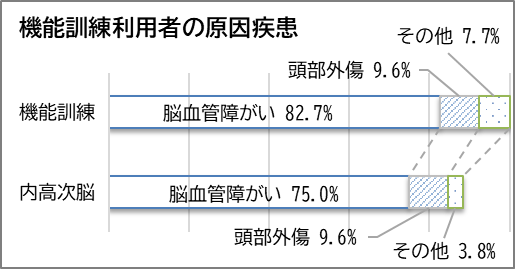 機能訓練利用者の原因疾患
その他 7.7%
頭部外傷 9.6%
機能訓練
脳血管障がい 82.7%
内高次脳
脳血管障がい 75.0%
頭部外傷 9.6%
その他 3.8%